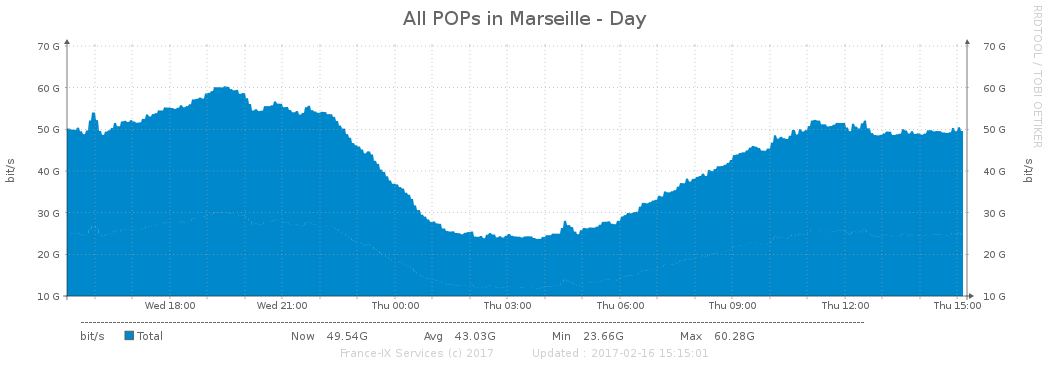 All POPs in Marseille - Day
RRDTOOL / TOBI OETIKER
70 G 70 G
60 G 60 G
50 G 50 G
40 G 40 G
30 G 30 G
20 G 20 G
10 G 10 G
bit/s
bit/s
Wed 18:00 Wed 21:00 Thu 00:00 Thu 03:00 Thu 06:00 Thu 09:00 Thu 12:00 Thu 15:00
bit/s Total Now 49.54G Avg 43.03G Min 23.66G Max 60.28G
France-IX Services (c) 2017 Updated : 2017-02-16 15:15:01